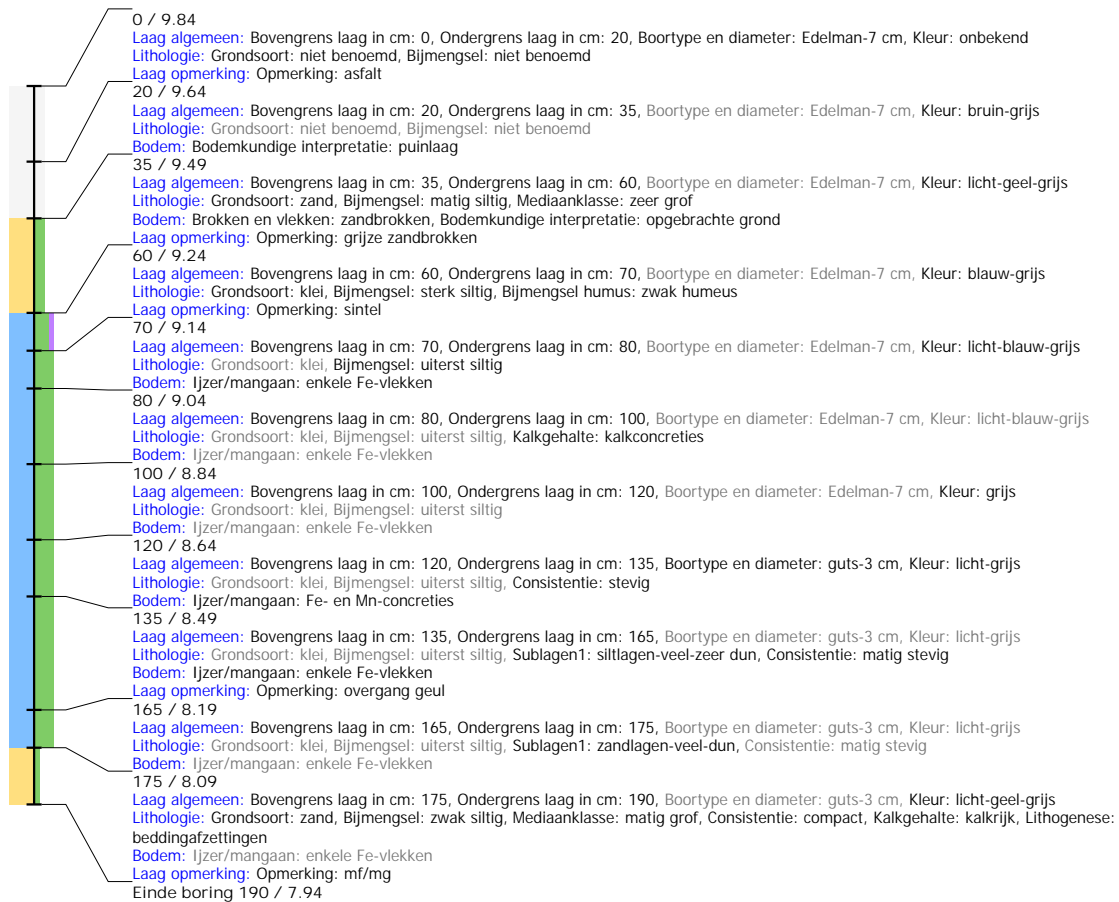 0 / 9.84
Laag algemeen: Bovengrens laag in cm: 0, Ondergrens laag in cm: 20, Boortype en diameter: Edelman-7 cm, Kleur: onbekend
Lithologie: Grondsoort: niet benoemd, Bijmengsel: niet benoemd
Laag opmerking: Opmerking: asfalt
20 / 9.64
Laag algemeen: Bovengrens laag in cm: 20, Ondergrens laag in cm: 35, Boortype en diameter: Edelman-7 cm, Kleur: bruin-grijs
Lithologie: Grondsoort: niet benoemd, Bijmengsel: niet benoemd
Bodem: Bodemkundige interpretatie: puinlaag
35 / 9.49
Laag algemeen: Bovengrens laag in cm: 35, Ondergrens laag in cm: 60, Boortype en diameter: Edelman-7 cm, Kleur: licht-geel-grijs
Lithologie: Grondsoort: zand, Bijmengsel: matig siltig, Mediaanklasse: zeer grof
Bodem: Brokken en vlekken: zandbrokken, Bodemkundige interpretatie: opgebrachte grond
Laag opmerking: Opmerking: grijze zandbrokken
60 / 9.24
Laag algemeen: Bovengrens laag in cm: 60, Ondergrens laag in cm: 70, Boortype en diameter: Edelman-7 cm, Kleur: blauw-grijs
Lithologie: Grondsoort: klei, Bijmengsel: sterk siltig, Bijmengsel humus: zwak humeus
Laag opmerking: Opmerking: sintel
70 / 9.14
Laag algemeen: Bovengrens laag in cm: 70, Ondergrens laag in cm: 80, Boortype en diameter: Edelman-7 cm, Kleur: licht-blauw-grijs
Lithologie: Grondsoort: klei, Bijmengsel: uiterst siltig
Bodem: Ijzer/mangaan: enkele Fe-vlekken
80 / 9.04
Laag algemeen: Bovengrens laag in cm: 80, Ondergrens laag in cm: 100, Boortype en diameter: Edelman-7 cm, Kleur: licht-blauw-grijs
Lithologie: Grondsoort: klei, Bijmengsel: uiterst siltig, Kalkgehalte: kalkconcreties
Bodem: Ijzer/mangaan: enkele Fe-vlekken
100 / 8.84
Laag algemeen: Bovengrens laag in cm: 100, Ondergrens laag in cm: 120, Boortype en diameter: Edelman-7 cm, Kleur: grijs
Lithologie: Grondsoort: klei, Bijmengsel: uiterst siltig
Bodem: Ijzer/mangaan: enkele Fe-vlekken
120 / 8.64
Laag algemeen: Bovengrens laag in cm: 120, Ondergrens laag in cm: 135, Boortype en diameter: guts-3 cm, Kleur: licht-grijs
Lithologie: Grondsoort: klei, Bijmengsel: uiterst siltig, Consistentie: stevig
Bodem: Ijzer/mangaan: Fe- en Mn-concreties
135 / 8.49
Laag algemeen: Bovengrens laag in cm: 135, Ondergrens laag in cm: 165, Boortype en diameter: guts-3 cm, Kleur: licht-grijs
Lithologie: Grondsoort: klei, Bijmengsel: uiterst siltig, Sublagen1: siltlagen-veel-zeer dun, Consistentie: matig stevig
Bodem: Ijzer/mangaan: enkele Fe-vlekken
Laag opmerking: Opmerking: overgang geul
165 / 8.19
Laag algemeen: Bovengrens laag in cm: 165, Ondergrens laag in cm: 175, Boortype en diameter: guts-3 cm, Kleur: licht-grijs
Lithologie: Grondsoort: klei, Bijmengsel: uiterst siltig, Sublagen1: zandlagen-veel-dun, Consistentie: matig stevig
Bodem: Ijzer/mangaan: enkele Fe-vlekken
175 / 8.09
Laag algemeen: Bovengrens laag in cm: 175, Ondergrens laag in cm: 190, Boortype en diameter: guts-3 cm, Kleur: licht-geel-grijs
Lithologie: Grondsoort: zand, Bijmengsel: zwak siltig, Mediaanklasse: matig grof, Consistentie: compact, Kalkgehalte: kalkrijk, Lithogenese:
beddingafzettingen
Bodem: Ijzer/mangaan: enkele Fe-vlekken
Laag opmerking: Opmerking: mf/mg
Einde boring 190 / 7.94